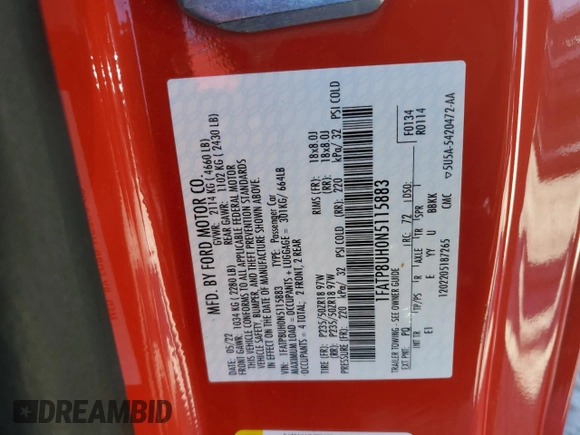 MFD. BY FORD MOTOR CO.
DATE: 05/22 GVWR: 2114 KG ( 4660 LB)
FRONT GAWR: 1034 KG ( 2280 LB) REAR GAWR: 1102 KG ( 2430 LB)
THIS VEHICLE CONFORMS TO ALL APPLICABLE FEDERAL MOTOR
VEHICLE SAFETY, BUMPER, AND THEFT PREVENTION STANDARDS
IN EFFECT ON THE DATE OF MANUFACTURE SHOWN ABOVE.
VIN: 1FATP8UH0N5115883 TYPE: Passenger Car
MAXIMUM LOAD = OCCUPANTS + LUGGAGE = 301KG/ 664LB
OCCUPANTS = 4 TOTAL; 2 FRONT, 2 REAR
TIRES (FR): P235/50ZR18 97W RIMS (FR): 18x8.0J
(RR): P235/50ZR18 97W (RR): 18x8.0J
PRESSURE(FR): 220 kPa/ 32 PSI COLD (RR): 220 kPa/ 32 PSI COLD
1FATP8UH0N5115883
TRAILER TOWING - SEE OWNER GUIDE F0134
EXT PNT: PQ RC: 72 DSO: R0114
INT TR TP/PS R AXLE TR SPR
EI E YY U BBKK
1202205187265 CMC ▽5U5A-5420472-AA
DREAMBID